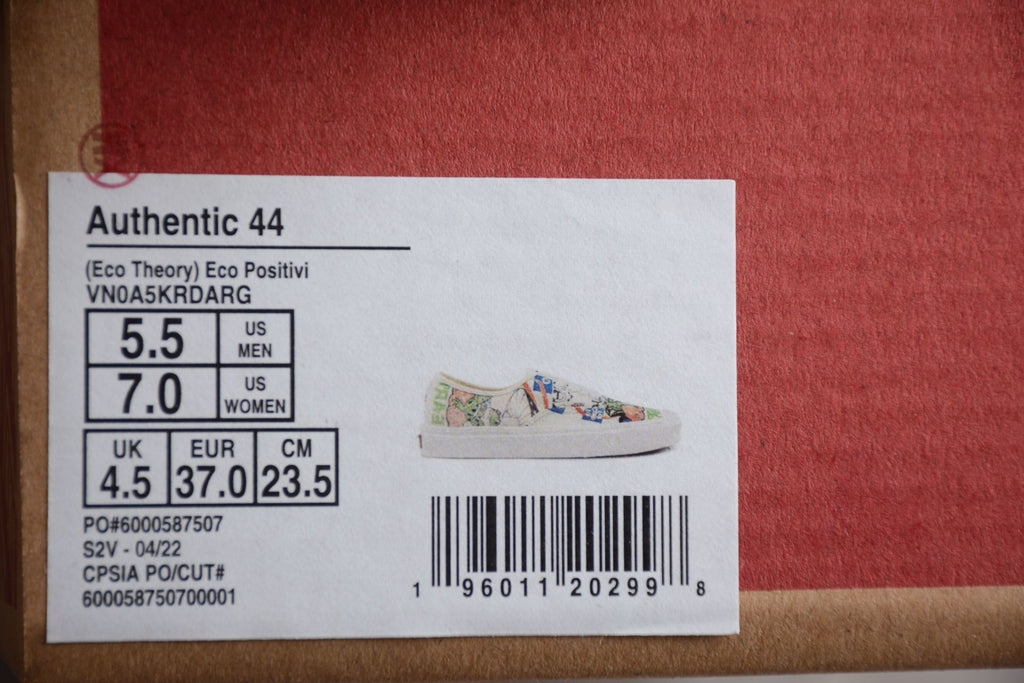 Authentic 44
(Eco Theory) Eco Positivi
VN0A5KRDARG
5.5 US MEN
7.0 US WOMEN
UK EUR CM
4.5 37.0 23.5
PO#6000587507
S2V - 04/22
CPSIA PO/CUT#
600058750700001
1 96011 20299 8